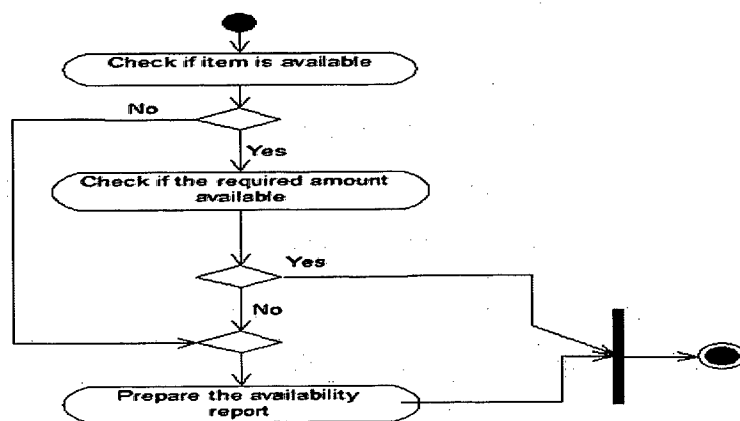 Check if item is available
No
Yes
Check if the required amount
available
Yes
No
Prepare the availability
report